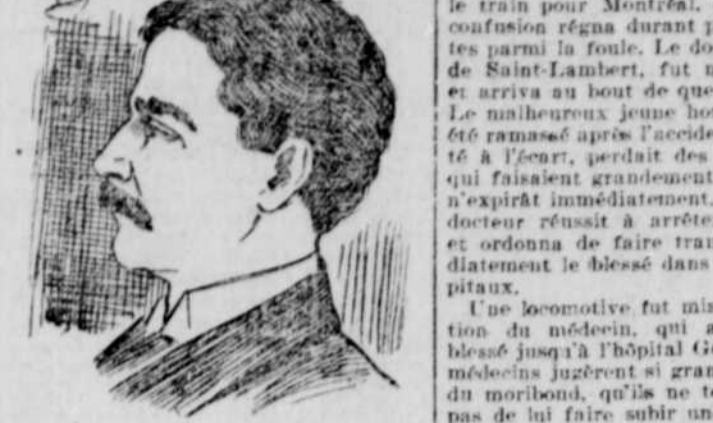 le train pour Montréal.
confusion régna durant p
tes parmi la foule. Le do
de Saint-Lambert, fut m
et arriva au bout de que
Le malheureux jeune hom
été ramassé après l'accide
té à l'écart, perdait des
qui faisaient grandement
n'expirât immédiatement.
docteur réussit à arrête
et ordonna de faire tran
diatement le blessé dans
pitaux.
Une locomotive fut mis
tion du médecin, qui a
blessé jusqu'à l'hôpital Gé
médecins jugèrent si gran
du moribond, qu'ils ne te
pas de lui faire subir un